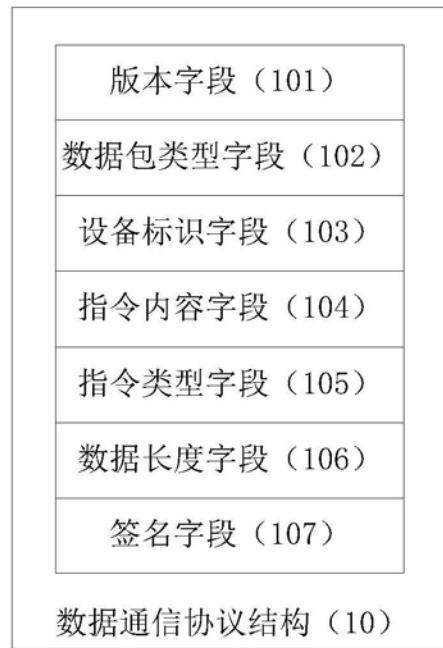 版本字段（101）
数据包类型字段（102）
设备标识字段（103）
指令内容字段（104）
指令类型字段（105）
数据长度字段（106）
签名字段（107）
数据通信协议结构（10）